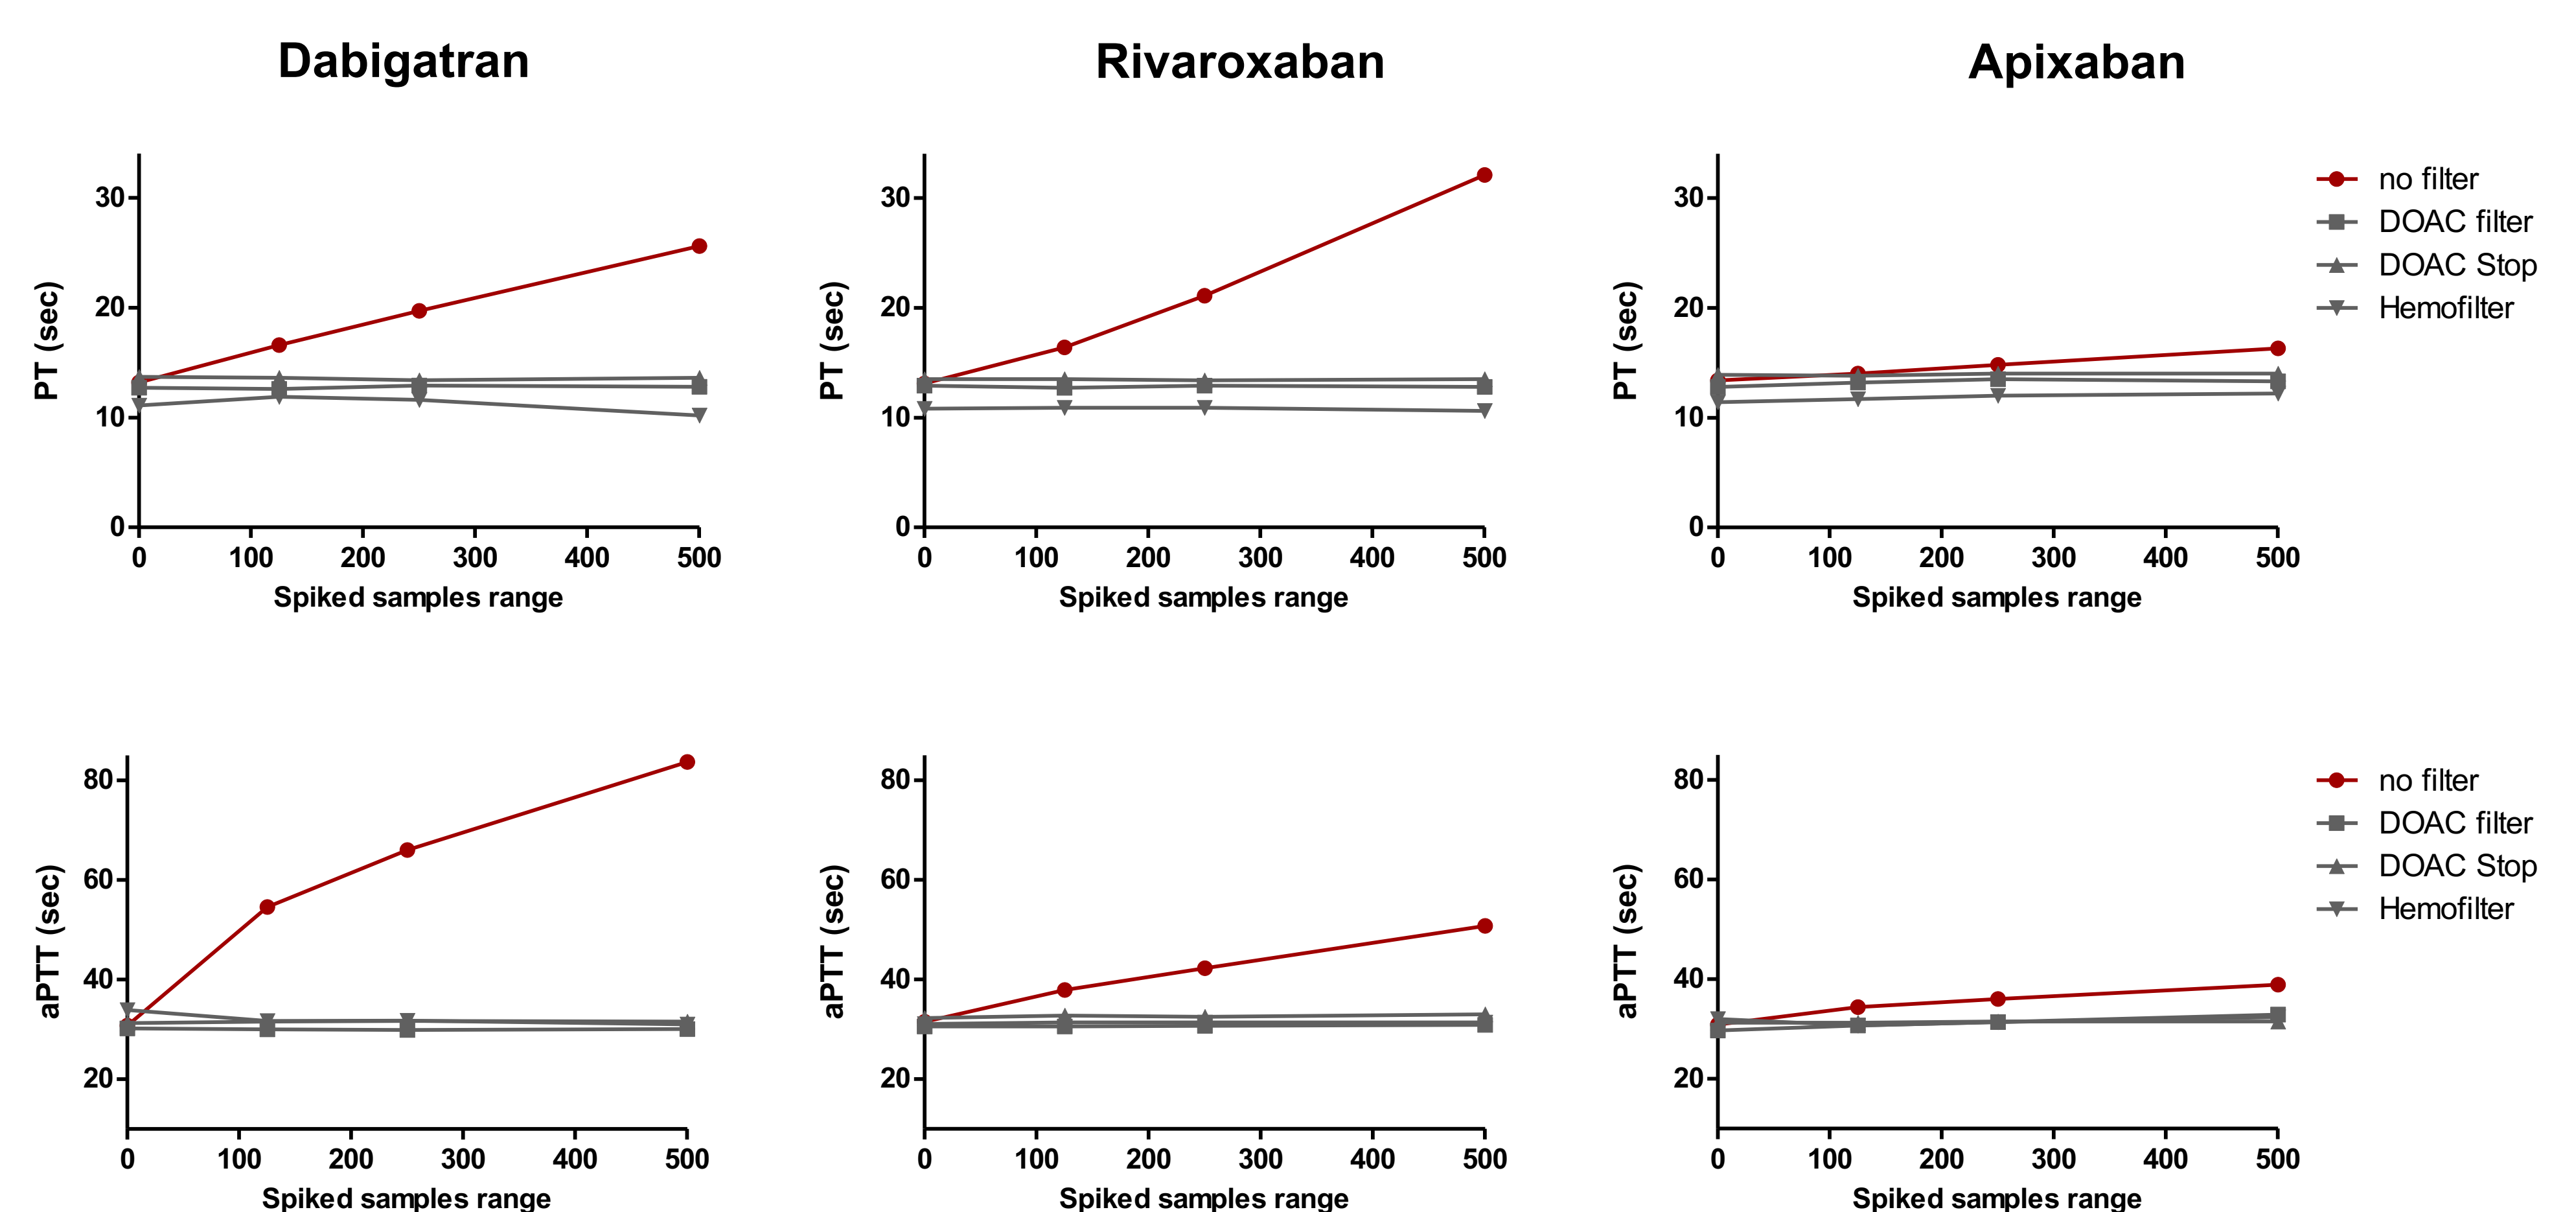 Dabigatran
Rivaroxaban
Apixaban
PT (sec)
30
20
10
0
0 100 200 300 400 500
Spiked samples range
PT (sec)
30
20
10
0
0 100 200 300 400 500
Spiked samples range
PT (sec)
30
20
10
0
0 100 200 300 400 500
Spiked samples range
no filter
DOAC filter
DOAC Stop
Hemofilter
aPTT (sec)
80
60
40
20
0 100 200 300 400 500
Spiked samples range
aPTT (sec)
80
60
40
20
0 100 200 300 400 500
Spiked samples range
aPTT (sec)
80
60
40
20
0 100 200 300 400 500
Spiked samples range
no filter
DOAC filter
DOAC Stop
Hemofilter